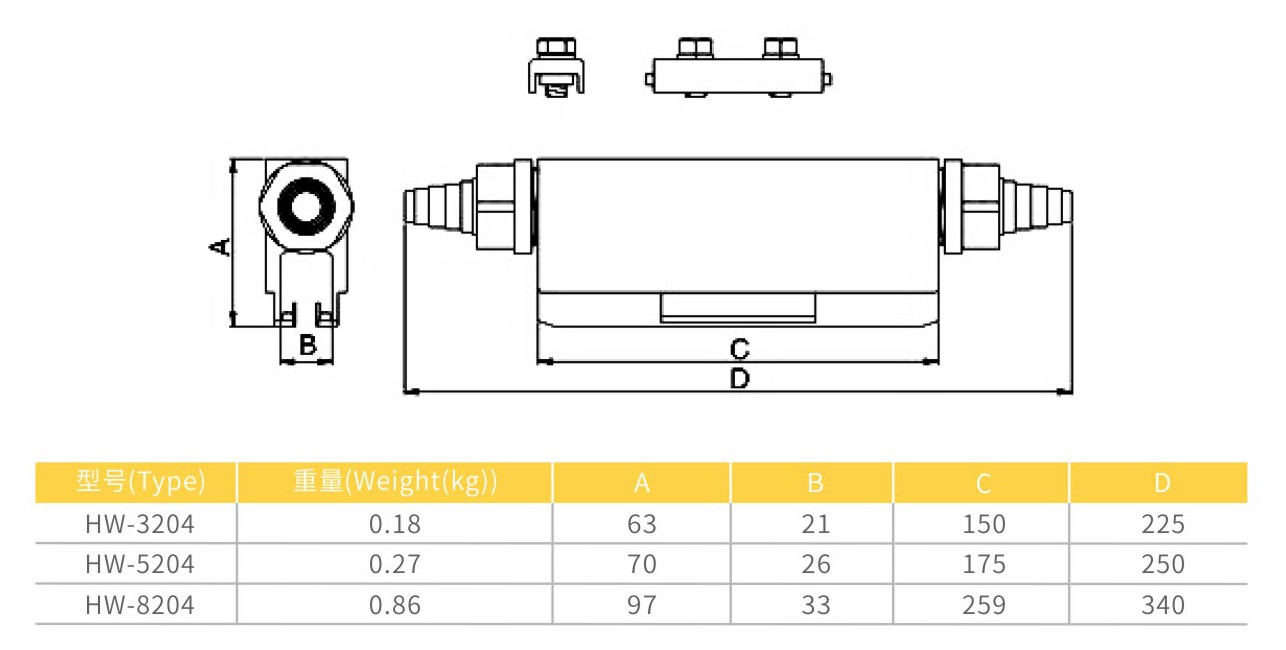 A
B
C
D
型号(Type) 重量(Weight(kg)) A B C D
HW-3204 0.18 63 21 150 225
HW-5204 0.27 70 26 175 250
HW-8204 0.86 97 33 259 340